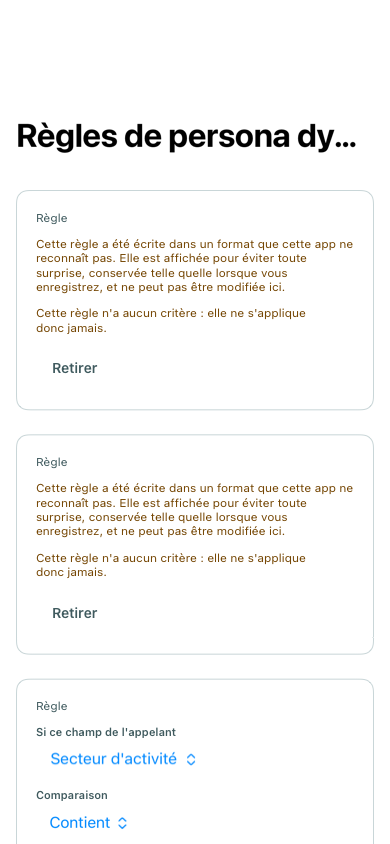 Règles de persona dy...
Règle
Cette règle a été écrite dans un format que cette app ne
reconnaît pas. Elle est affichée pour éviter toute
surprise, conservée telle quelle lorsque vous
enregistrez, et ne peut pas être modifiée ici.
Cette règle n'a aucun critère : elle ne s'applique
donc jamais.
Retirer
Règle
Cette règle a été écrite dans un format que cette app ne
reconnaît pas. Elle est affichée pour éviter toute
surprise, conservée telle quelle lorsque vous
enregistrez, et ne peut pas être modifiée ici.
Cette règle n'a aucun critère : elle ne s'applique
donc jamais.
Retirer
Règle
Si ce champ de l'appelant
Secteur d'activité
Comparaison
Contient